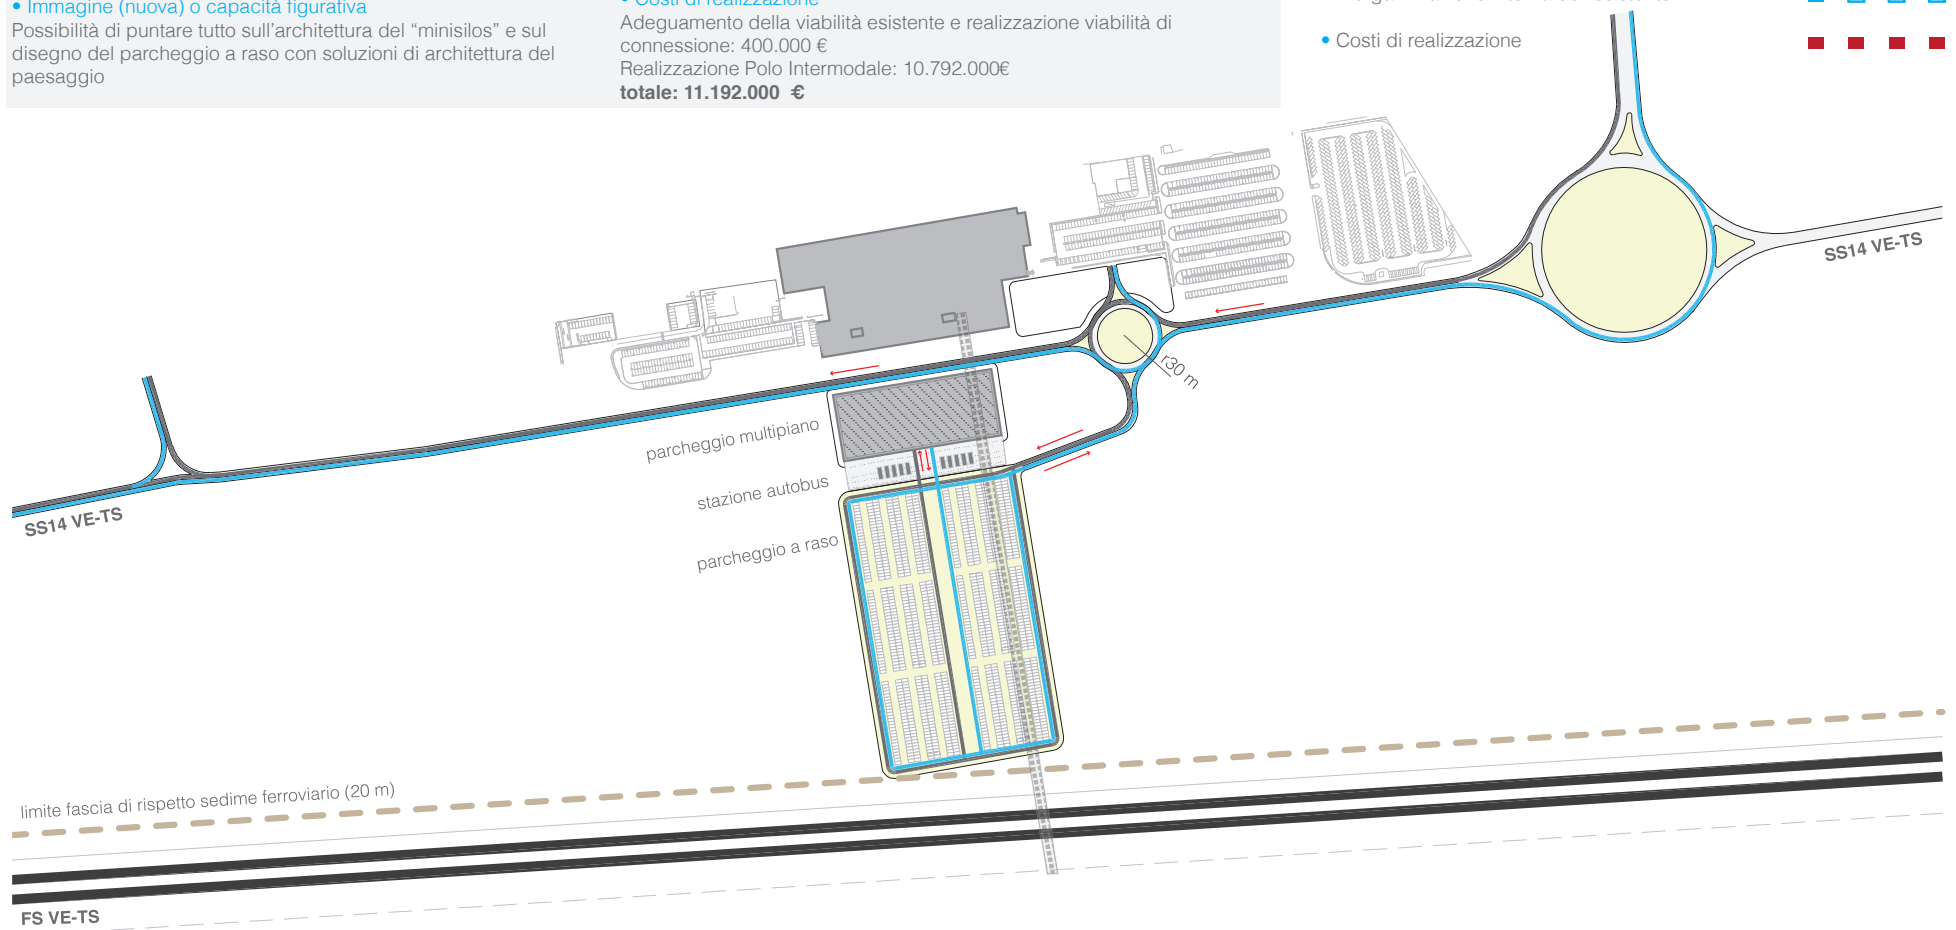 • Immagine (nuova) o capacità figurativa
Possibilità di puntare tutto sull'architettura del "minisilos" e sul
disegno del parcheggio a raso con soluzioni di architettura del
paesaggio
• Costi di realizzazione
Adeguamento della viabilità esistente e realizzazione viabilità di
connessione: 400.000 €
Realizzazione Polo Intermodale: 10.792.000€
totale: 11.192.000 €
• Costi di realizzazione
SS14 VE-TS
r30 m
parcheggio multipiano
stazione autobus
parcheggio a raso
SS14 VE-TS
limite fascia di rispetto sedime ferroviario (20 m)
FS VE-TS